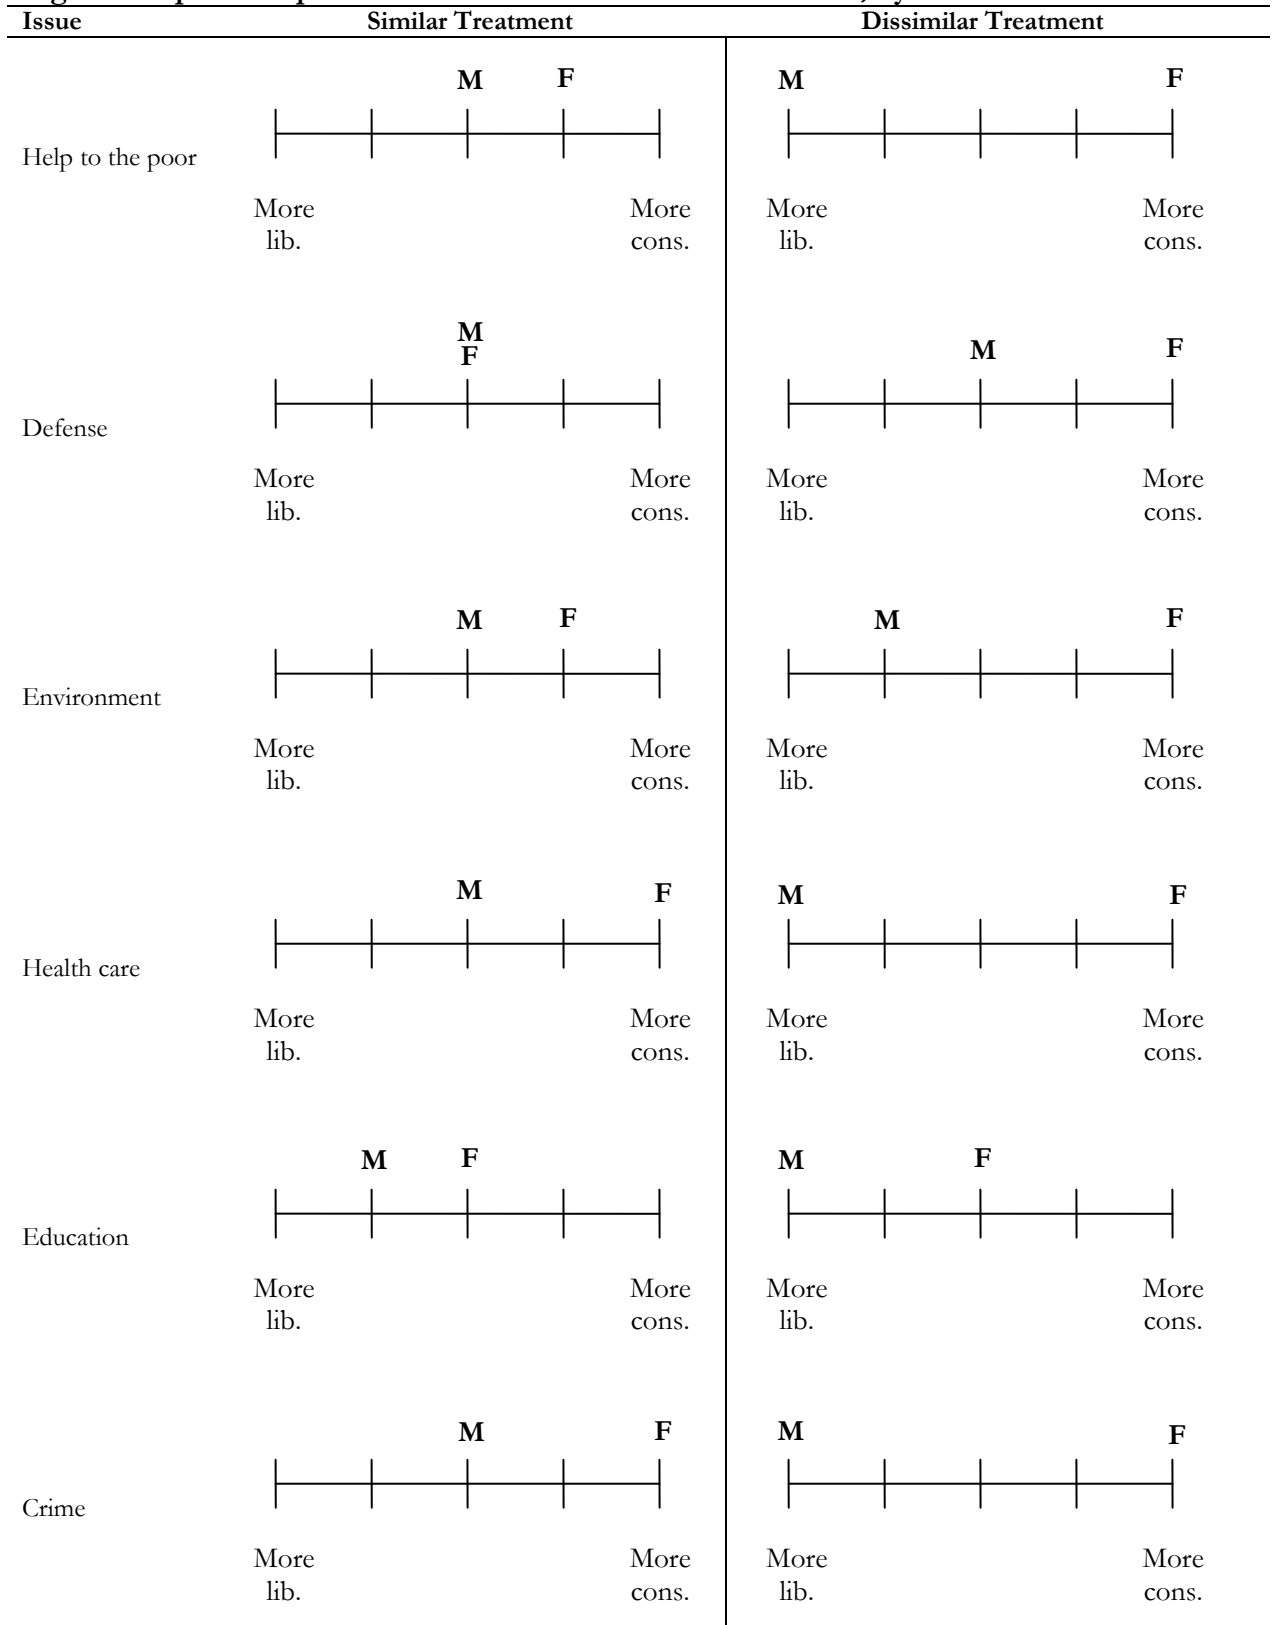 Issue Similar Treatment Dissimilar Treatment
M F M F
Help to the poor
More More More More
lib. cons. lib. cons.
M
F M F
Defense
More More More More
lib. cons. lib. cons.
M F M F
Environment
More More More More
lib. cons. lib. cons.
M F M F
Health care
More More More More
lib. cons. lib. cons.
M F M F
Education
More More More More
lib. cons. lib. cons.
M F M F
Crime
More More More More
lib. cons. lib. cons.